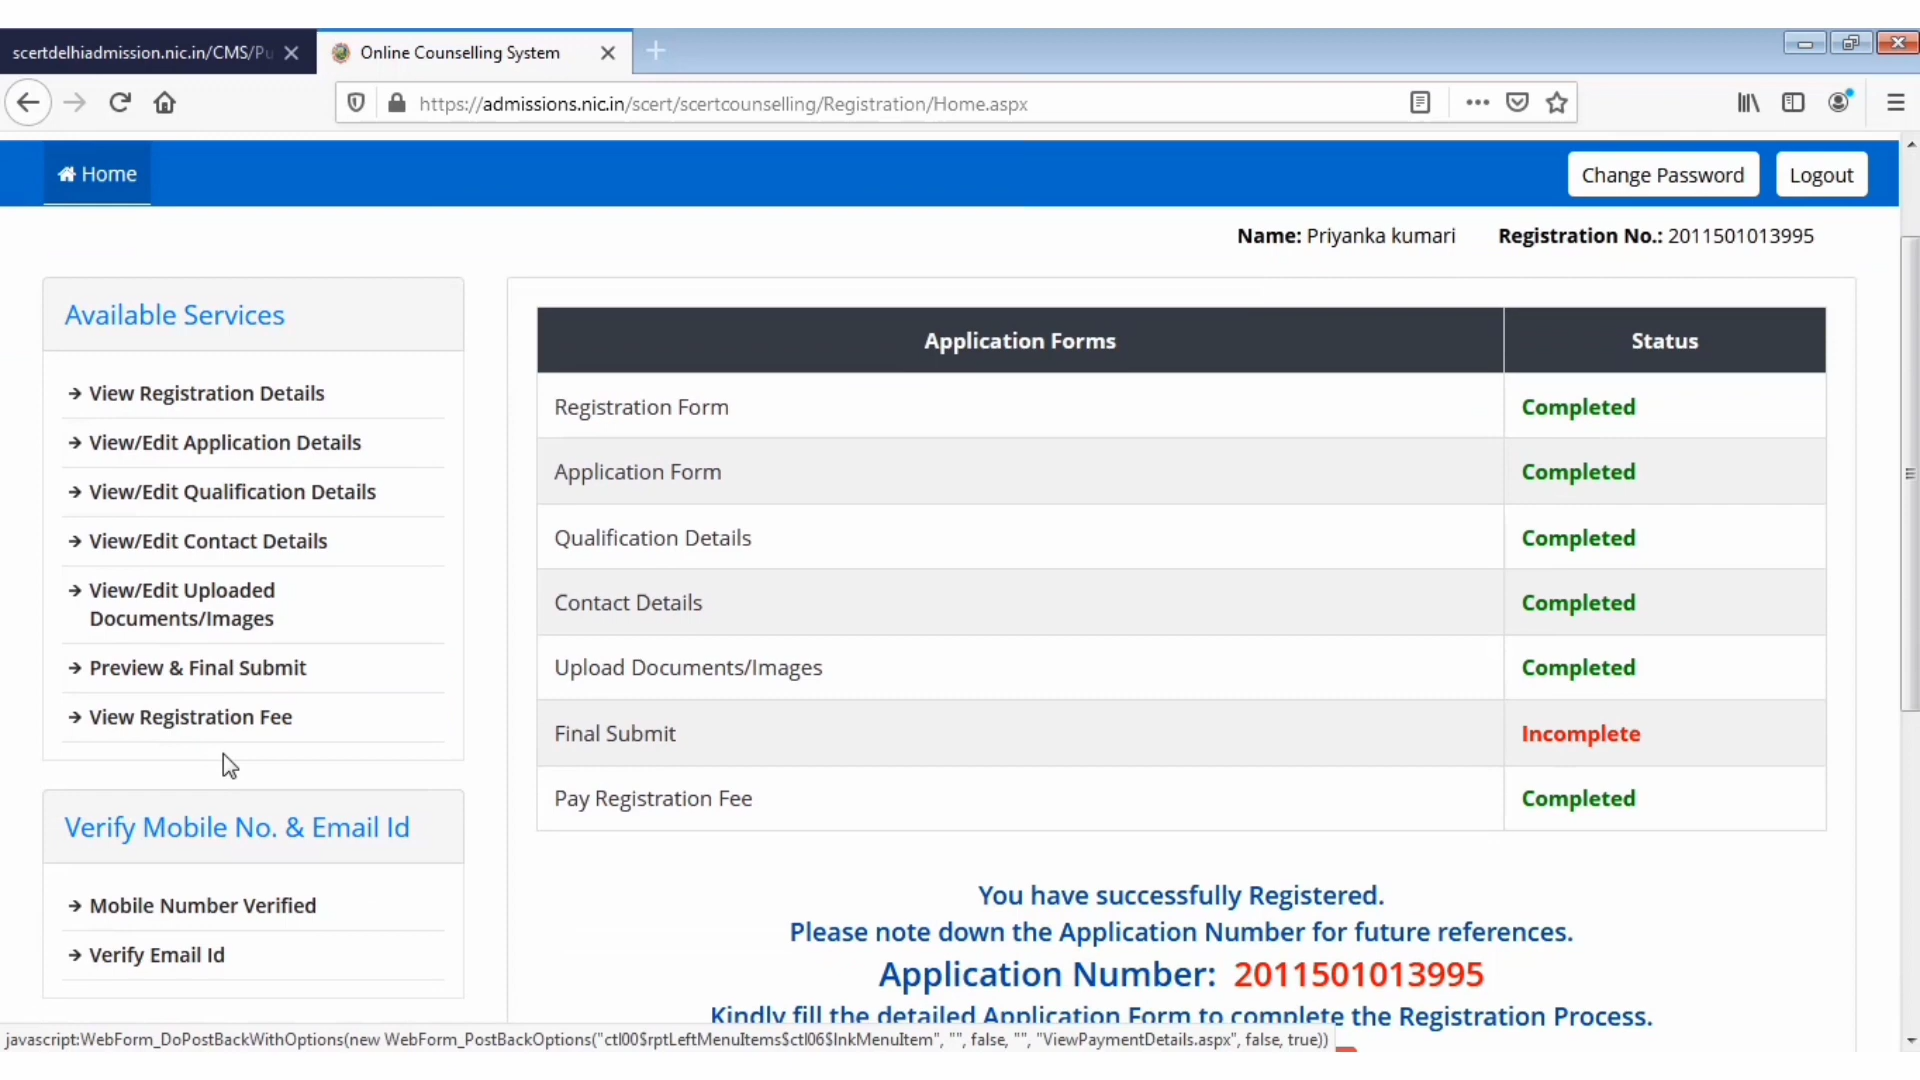 scertdelhiadmission.nic.in/CMS/Pu
Online Counselling System
https://admissions.nic.in/scert/scertcounselling/Registration/Home.aspx
Home
Change Password
Logout
Name: Priyanka kumari
Registration No.: 2011501013995
Available Services
View Registration Details
View/Edit Application Details
View/Edit Qualification Details
View/Edit Contact Details
View/Edit Uploaded
Documents/Images
Preview & Final Submit
View Registration Fee
Verify Mobile No. & Email Id
Mobile Number Verified
Verify Email Id
Application Forms Status
Registration Form Completed
Application Form Completed
Qualification Details Completed
Contact Details Completed
Upload Documents/Images Completed
Final Submit Incomplete
Pay Registration Fee Completed
You have successfully Registered.
Please note down the Application Number for future references.
Application Number: 2011501013995
Kindly fill the detailed Application Form to complete the Registration Process.
javascript:WebForm_DoPostBackWithOptions(new WebForm_PostBackOptions("ctl00$rptLeftMenuItems$ctl06$lnkMenuItem", "", false, "", "ViewPaymentDetails.aspx", false, true))